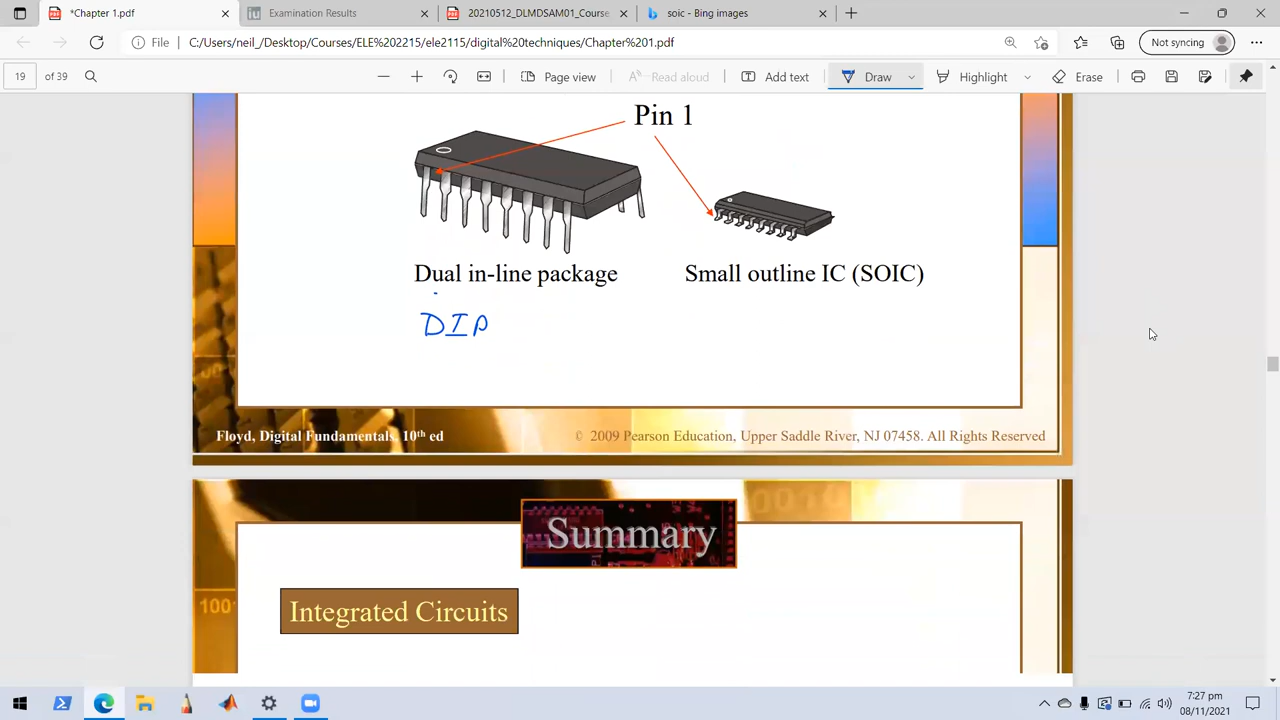 *Chapter 1.pdf
Examination Results
20210512_DLMDSAM01_Course
soic - Bing images
File
C:/Users/neil_/Desktop/Courses/ELE%202215/ele2115/digital%20techniques/Chapter%201.pdf
Not syncing
19 of 39
Page view
Read aloud
Add text
Draw
Highlight
Erase
Pin 1
Dual in-line package
Small outline IC (SOIC)
DIP
Floyd, Digital Fundamentals, 10th ed
© 2009 Pearson Education, Upper Saddle River, NJ 07458. All Rights Reserved
Summary
Integrated Circuits
7:27 pm
08/11/2021